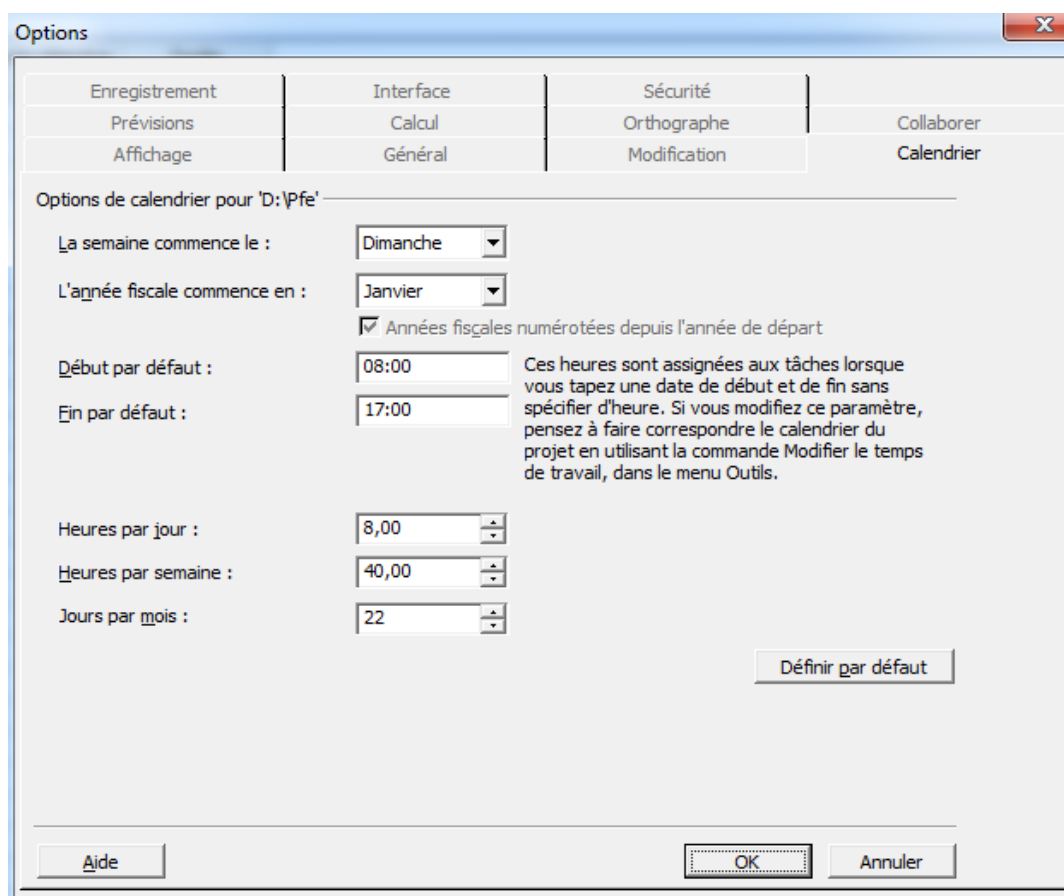 Options
Enregistrement Interface Sécurité
Prévisions Calcul Orthographe Collaborer
Affichage Général Modification Calendrier
Options de calendrier pour 'D:\Pfe'
La semaine commence le : Dimanche
L'année fiscale commence en : Janvier
Années fiscales numérotées depuis l'année de départ
Début par défaut : 08:00
Fin par défaut : 17:00
Ces heures sont assignées aux tâches lorsque
vous tapez une date de début et de fin sans
spécifier d'heure. Si vous modifiez ce paramètre,
pensez à faire correspondre le calendrier du
projet en utilisant la commande Modifier le temps
de travail, dans le menu Outils.
Heures par jour : 8,00
Heures par semaine : 40,00
Jours par mois : 22
Définir par défaut
Aide OK Annuler